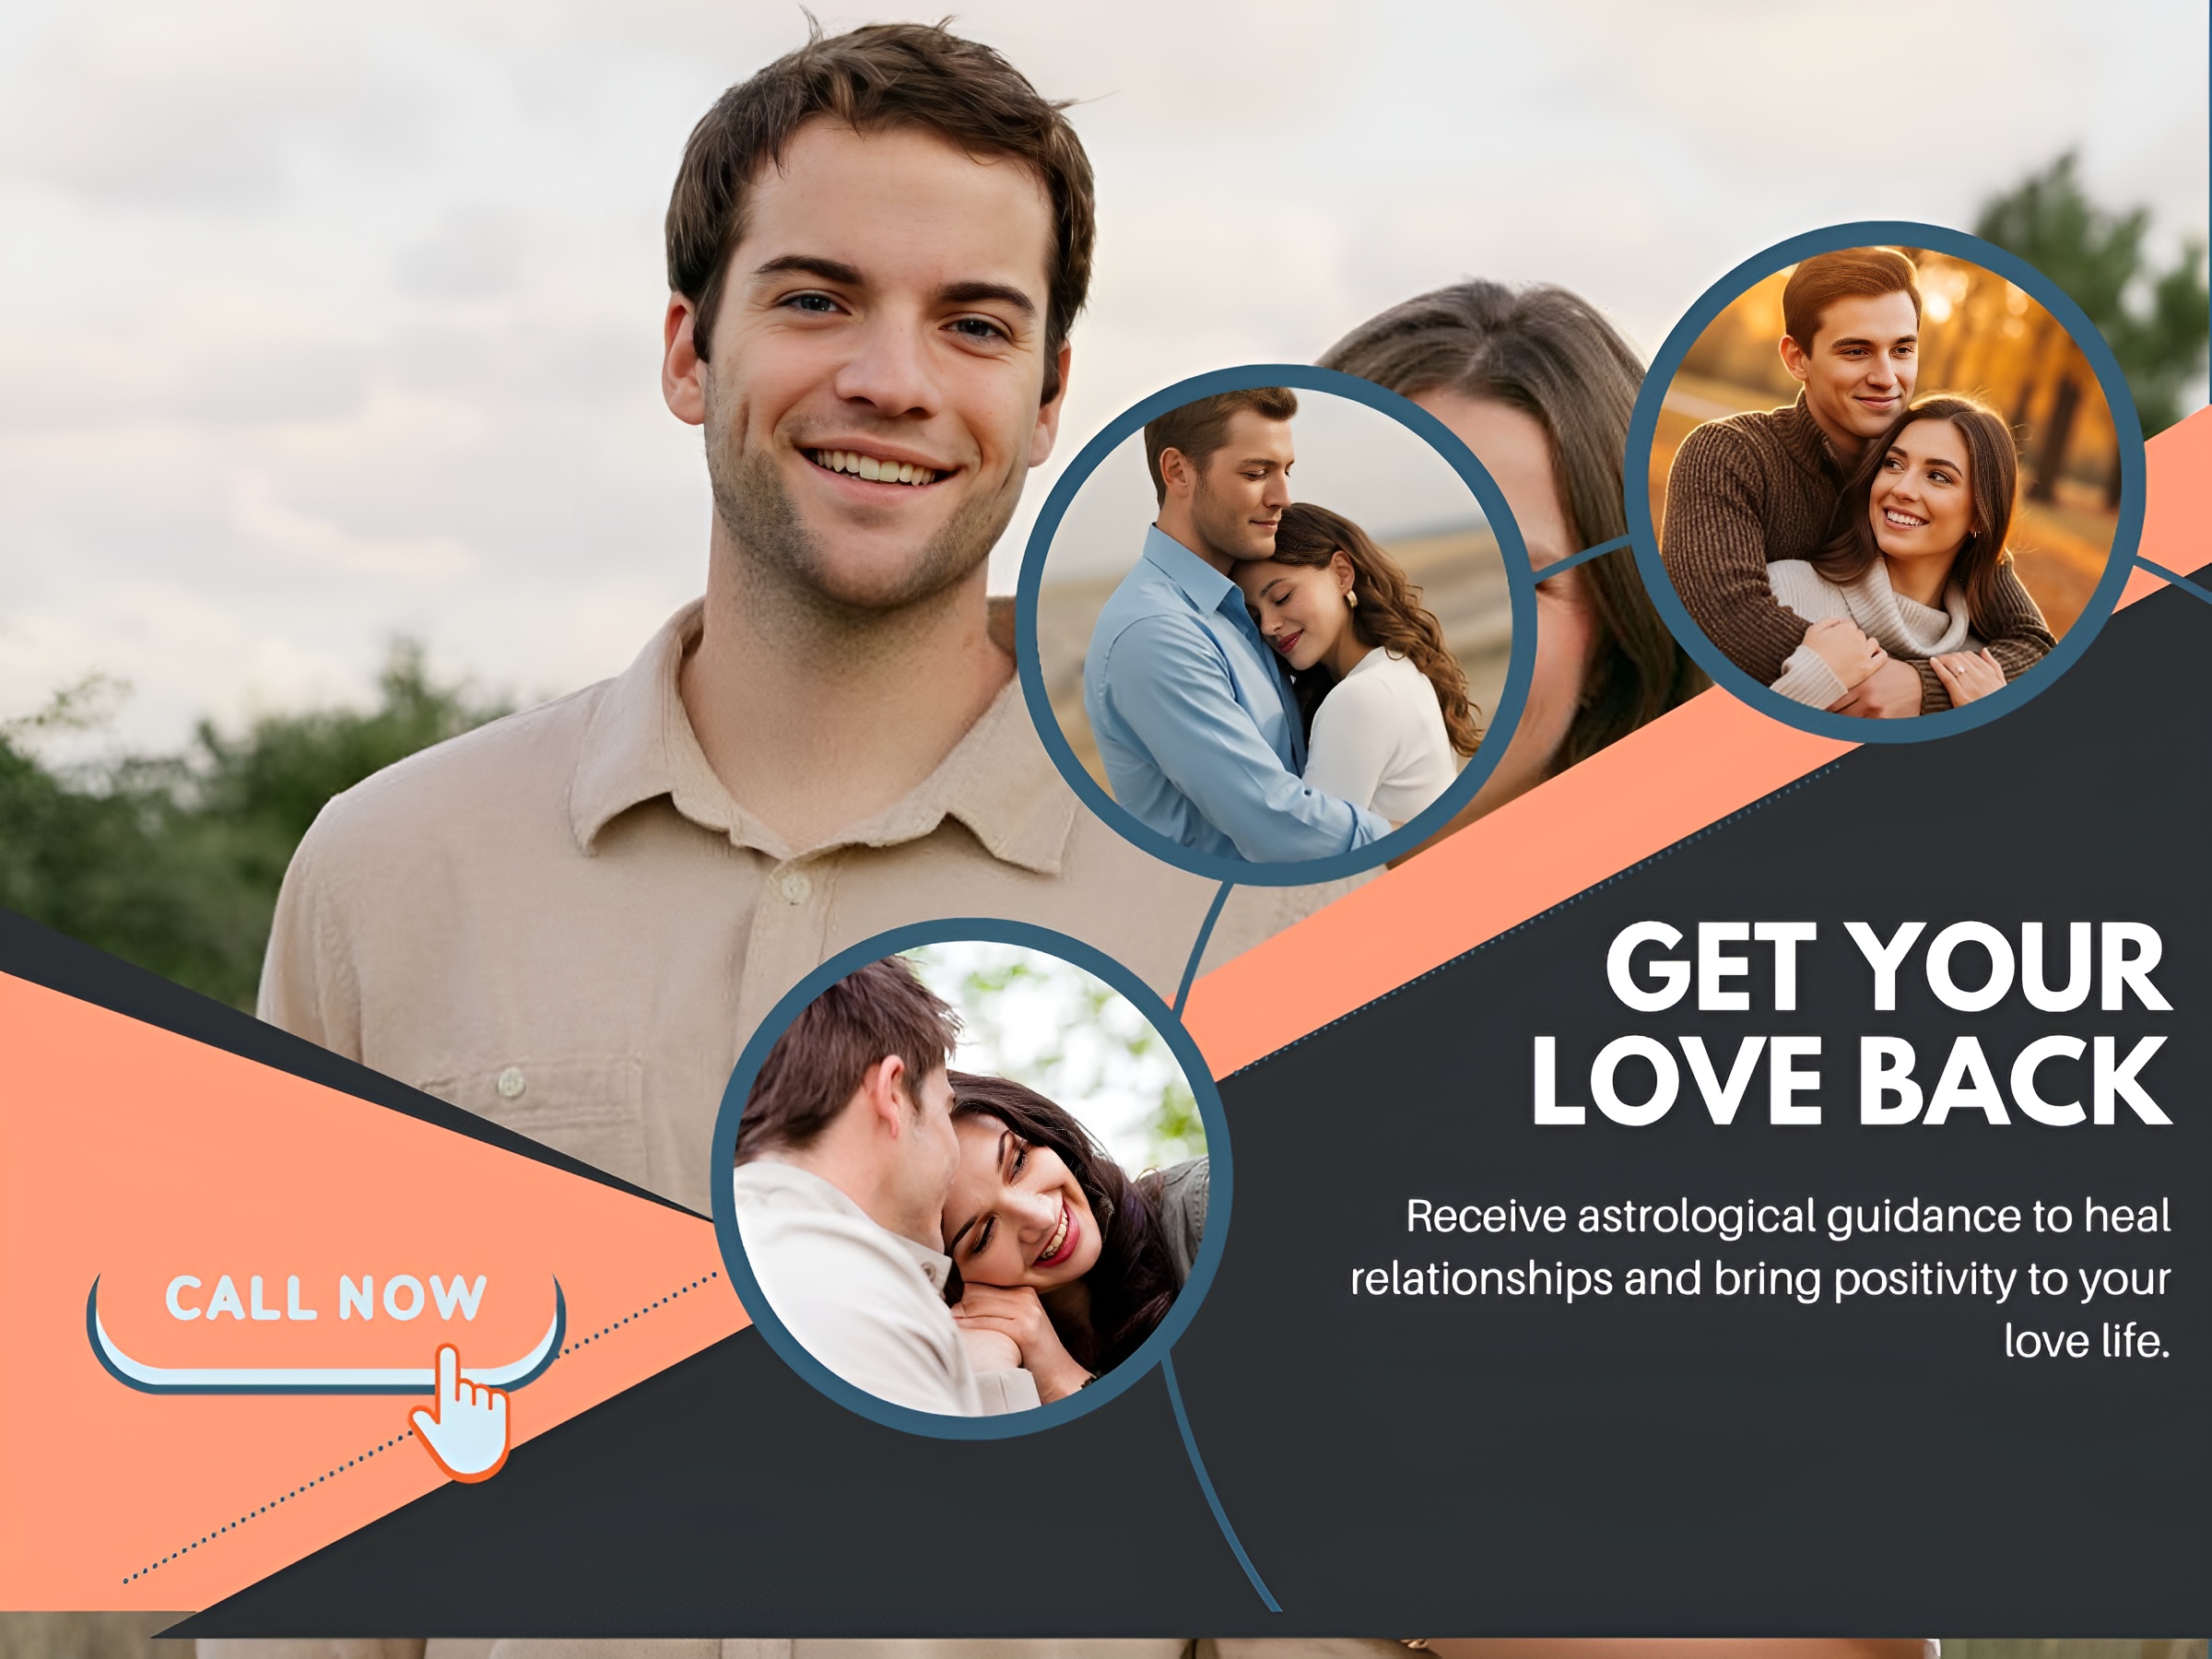 GET YOUR
LOVE BACK
Receive astrological guidance to heal
relationships and bring positivity to your
love life.
CALL NOW